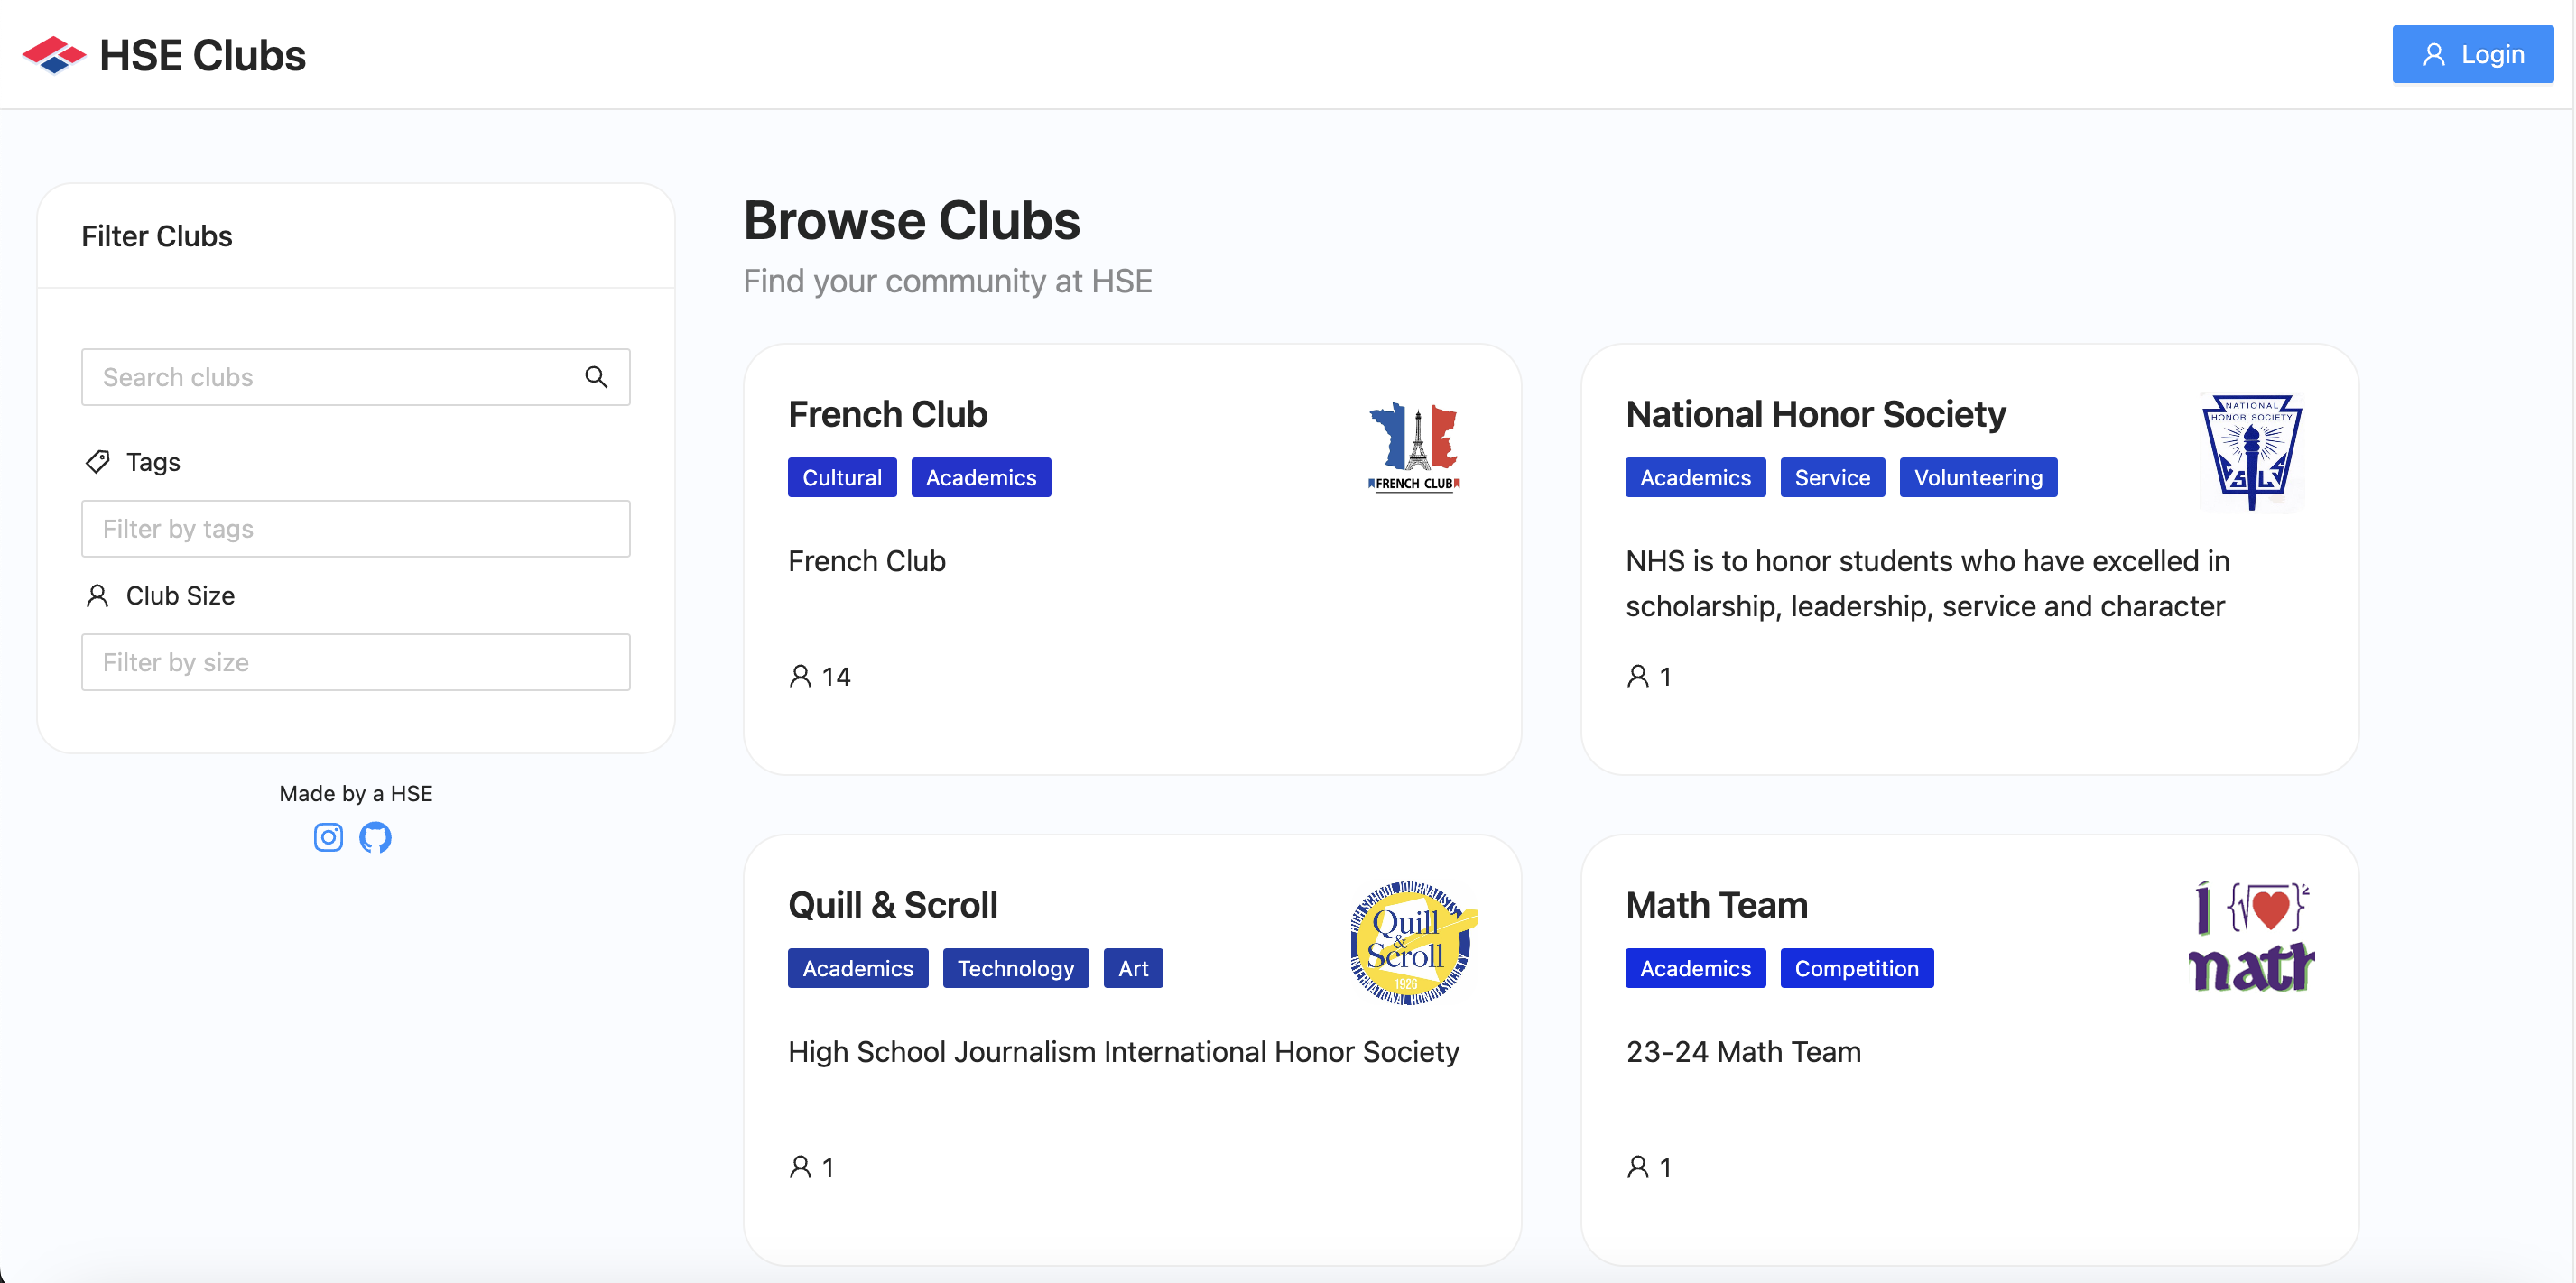 HSE Clubs
Login
Filter Clubs
Search clubs
Tags
Filter by tags
Club Size
Filter by size
Made by a HSE
Browse Clubs
Find your community at HSE
French Club
Cultural Academics
FRENCH CLUB
French Club
14
National Honor Society
Academics Service Volunteering
NATIONAL
HONOR SOCIETY
NHS is to honor students who have excelled in
scholarship, leadership, service and character
1
Quill & Scroll
Academics Technology Art
Quill
&
Scroll
1926
High School Journalism International Honor Society
1
Math Team
Academics Competition
I {√
23-24 Math Team
1